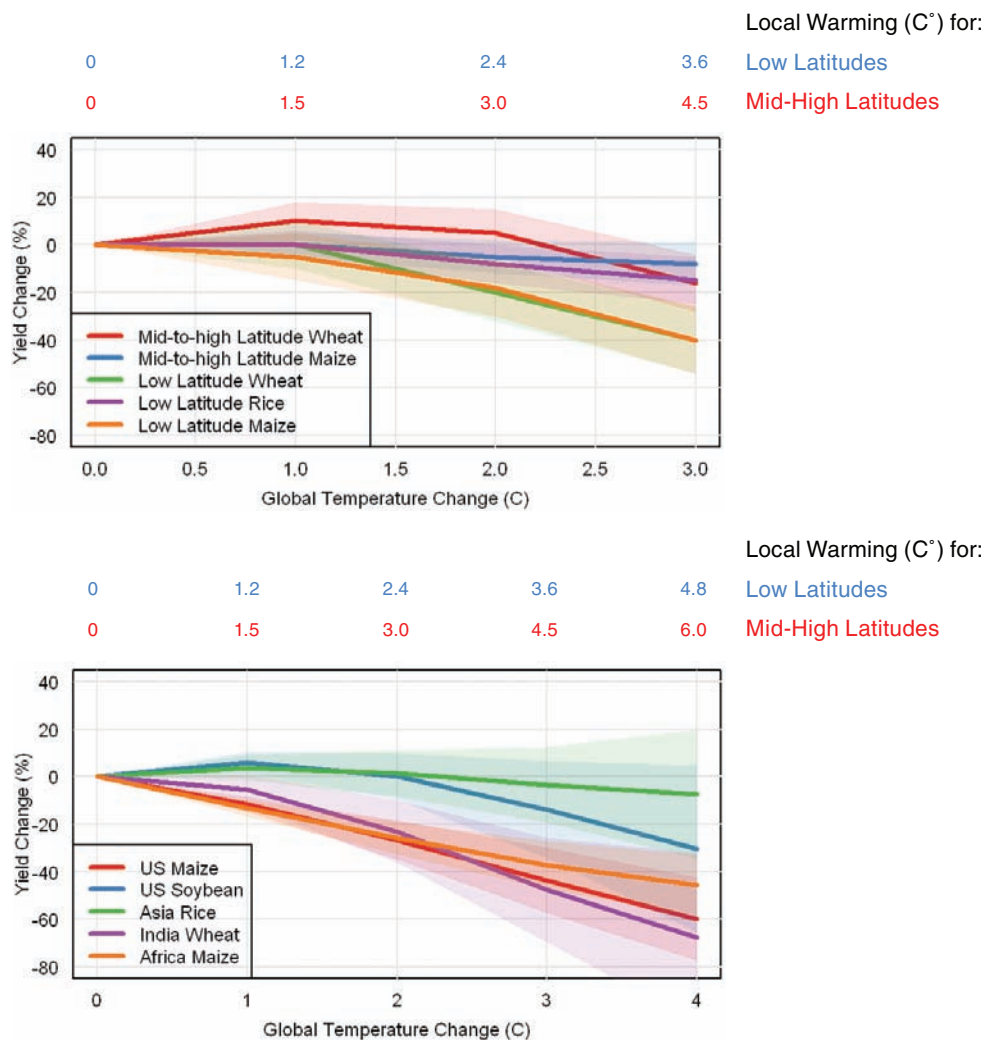 Local Warming (C˚) for:
0 1.2 2.4 3.6 Low Latitudes
0 1.5 3.0 4.5 Mid-High Latitudes
40
20
0
-20
-40
-60
-80
Yield Change (%)
Mid-to-high Latitude Wheat
Mid-to-high Latitude Maize
Low Latitude Wheat
Low Latitude Rice
Low Latitude Maize
0.0 0.5 1.0 1.5 2.0 2.5 3.0
Global Temperature Change (C)
Local Warming (C˚) for:
0 1.2 2.4 3.6 4.8 Low Latitudes
0 1.5 3.0 4.5 6.0 Mid-High Latitudes
40
20
0
-20
-40
-60
-80
Yield Change (%)
US Maize
US Soybean
Asia Rice
India Wheat
Africa Maize
0 1 2 3 4
Global Temperature Change (C)